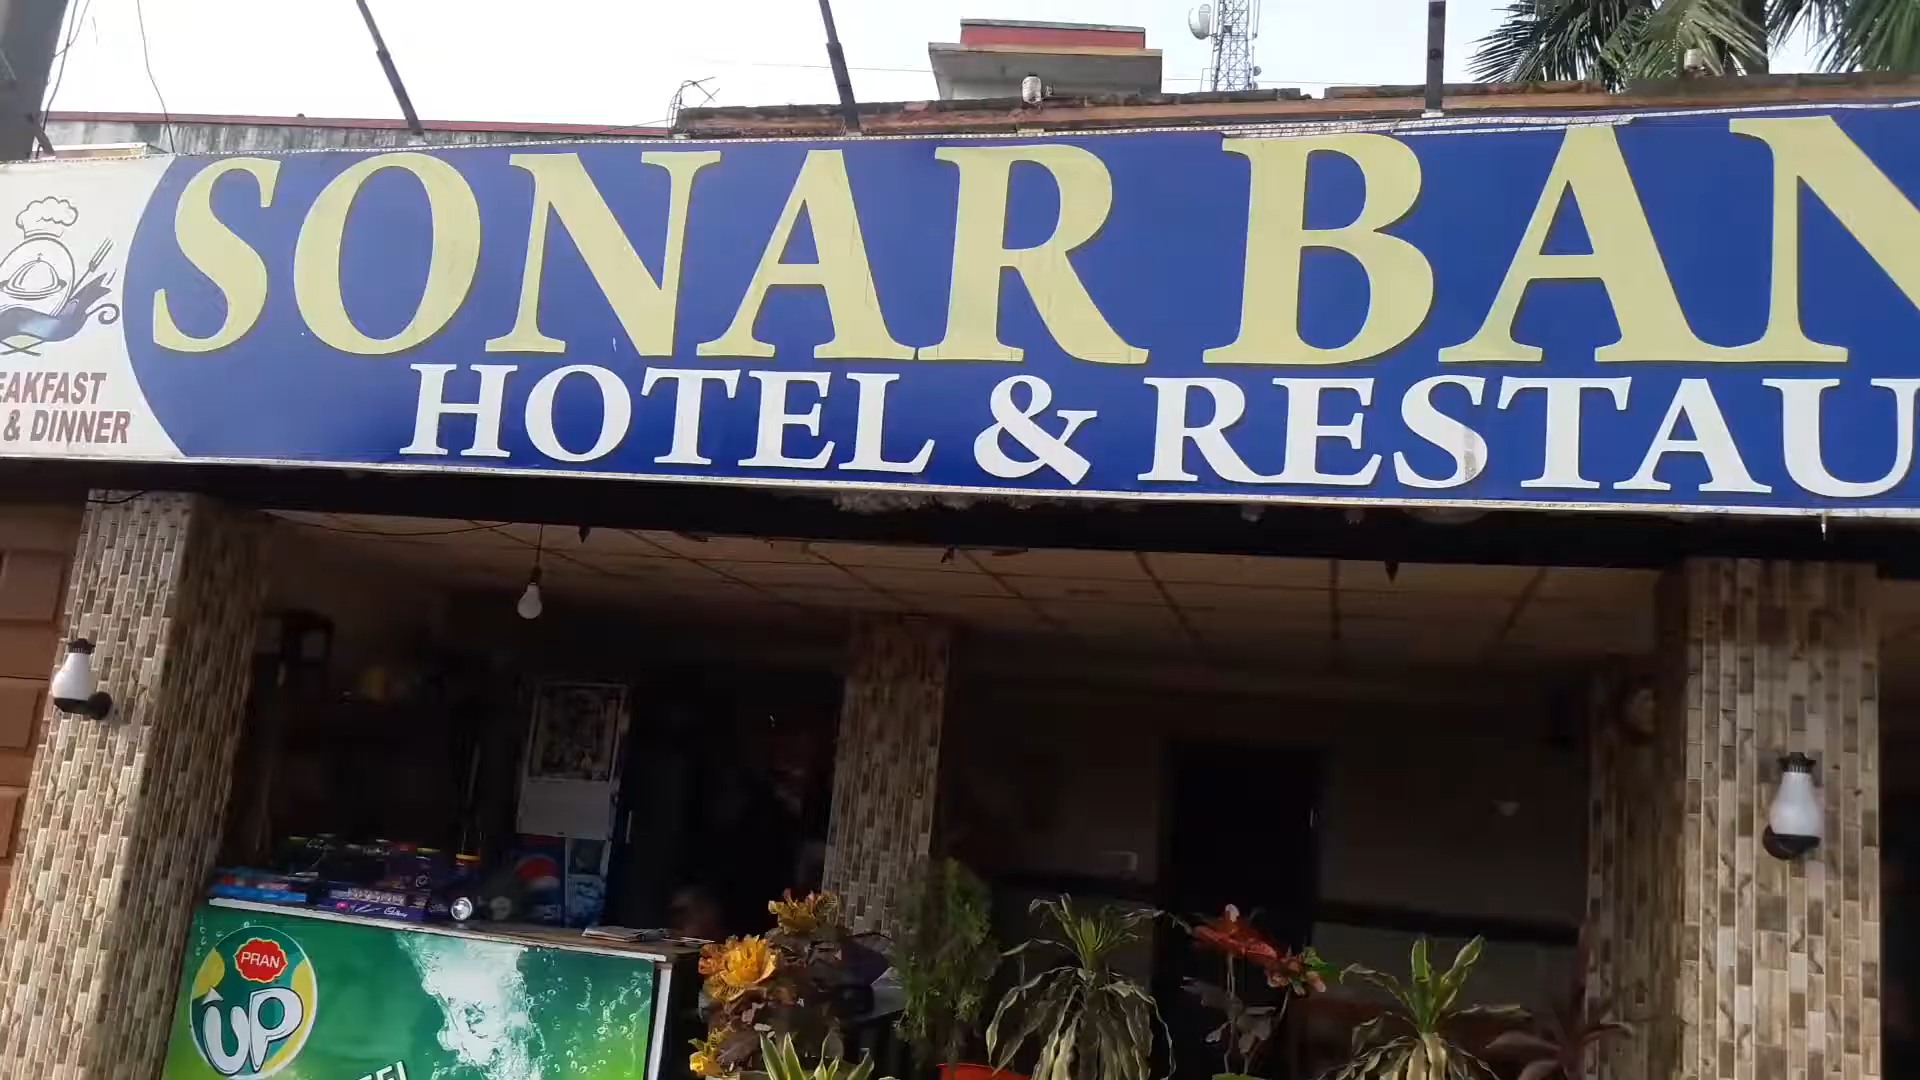 SONAR BAN
HOTEL & RESTAU
EAKFAST
& DINNER
PRAN
UP